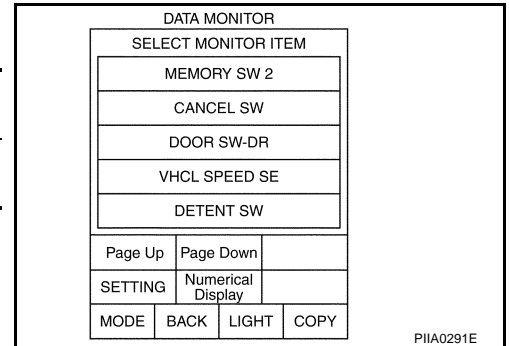 DATA MONITOR
SELECT MONITOR ITEM
MEMORY SW 2
CANCEL SW
DOOR SW-DR
VHCL SPEED SE
DETENT SW
Page Up Page Down
SETTING Numerical Display
MODE BACK LIGHT COPY
PIIA0291E